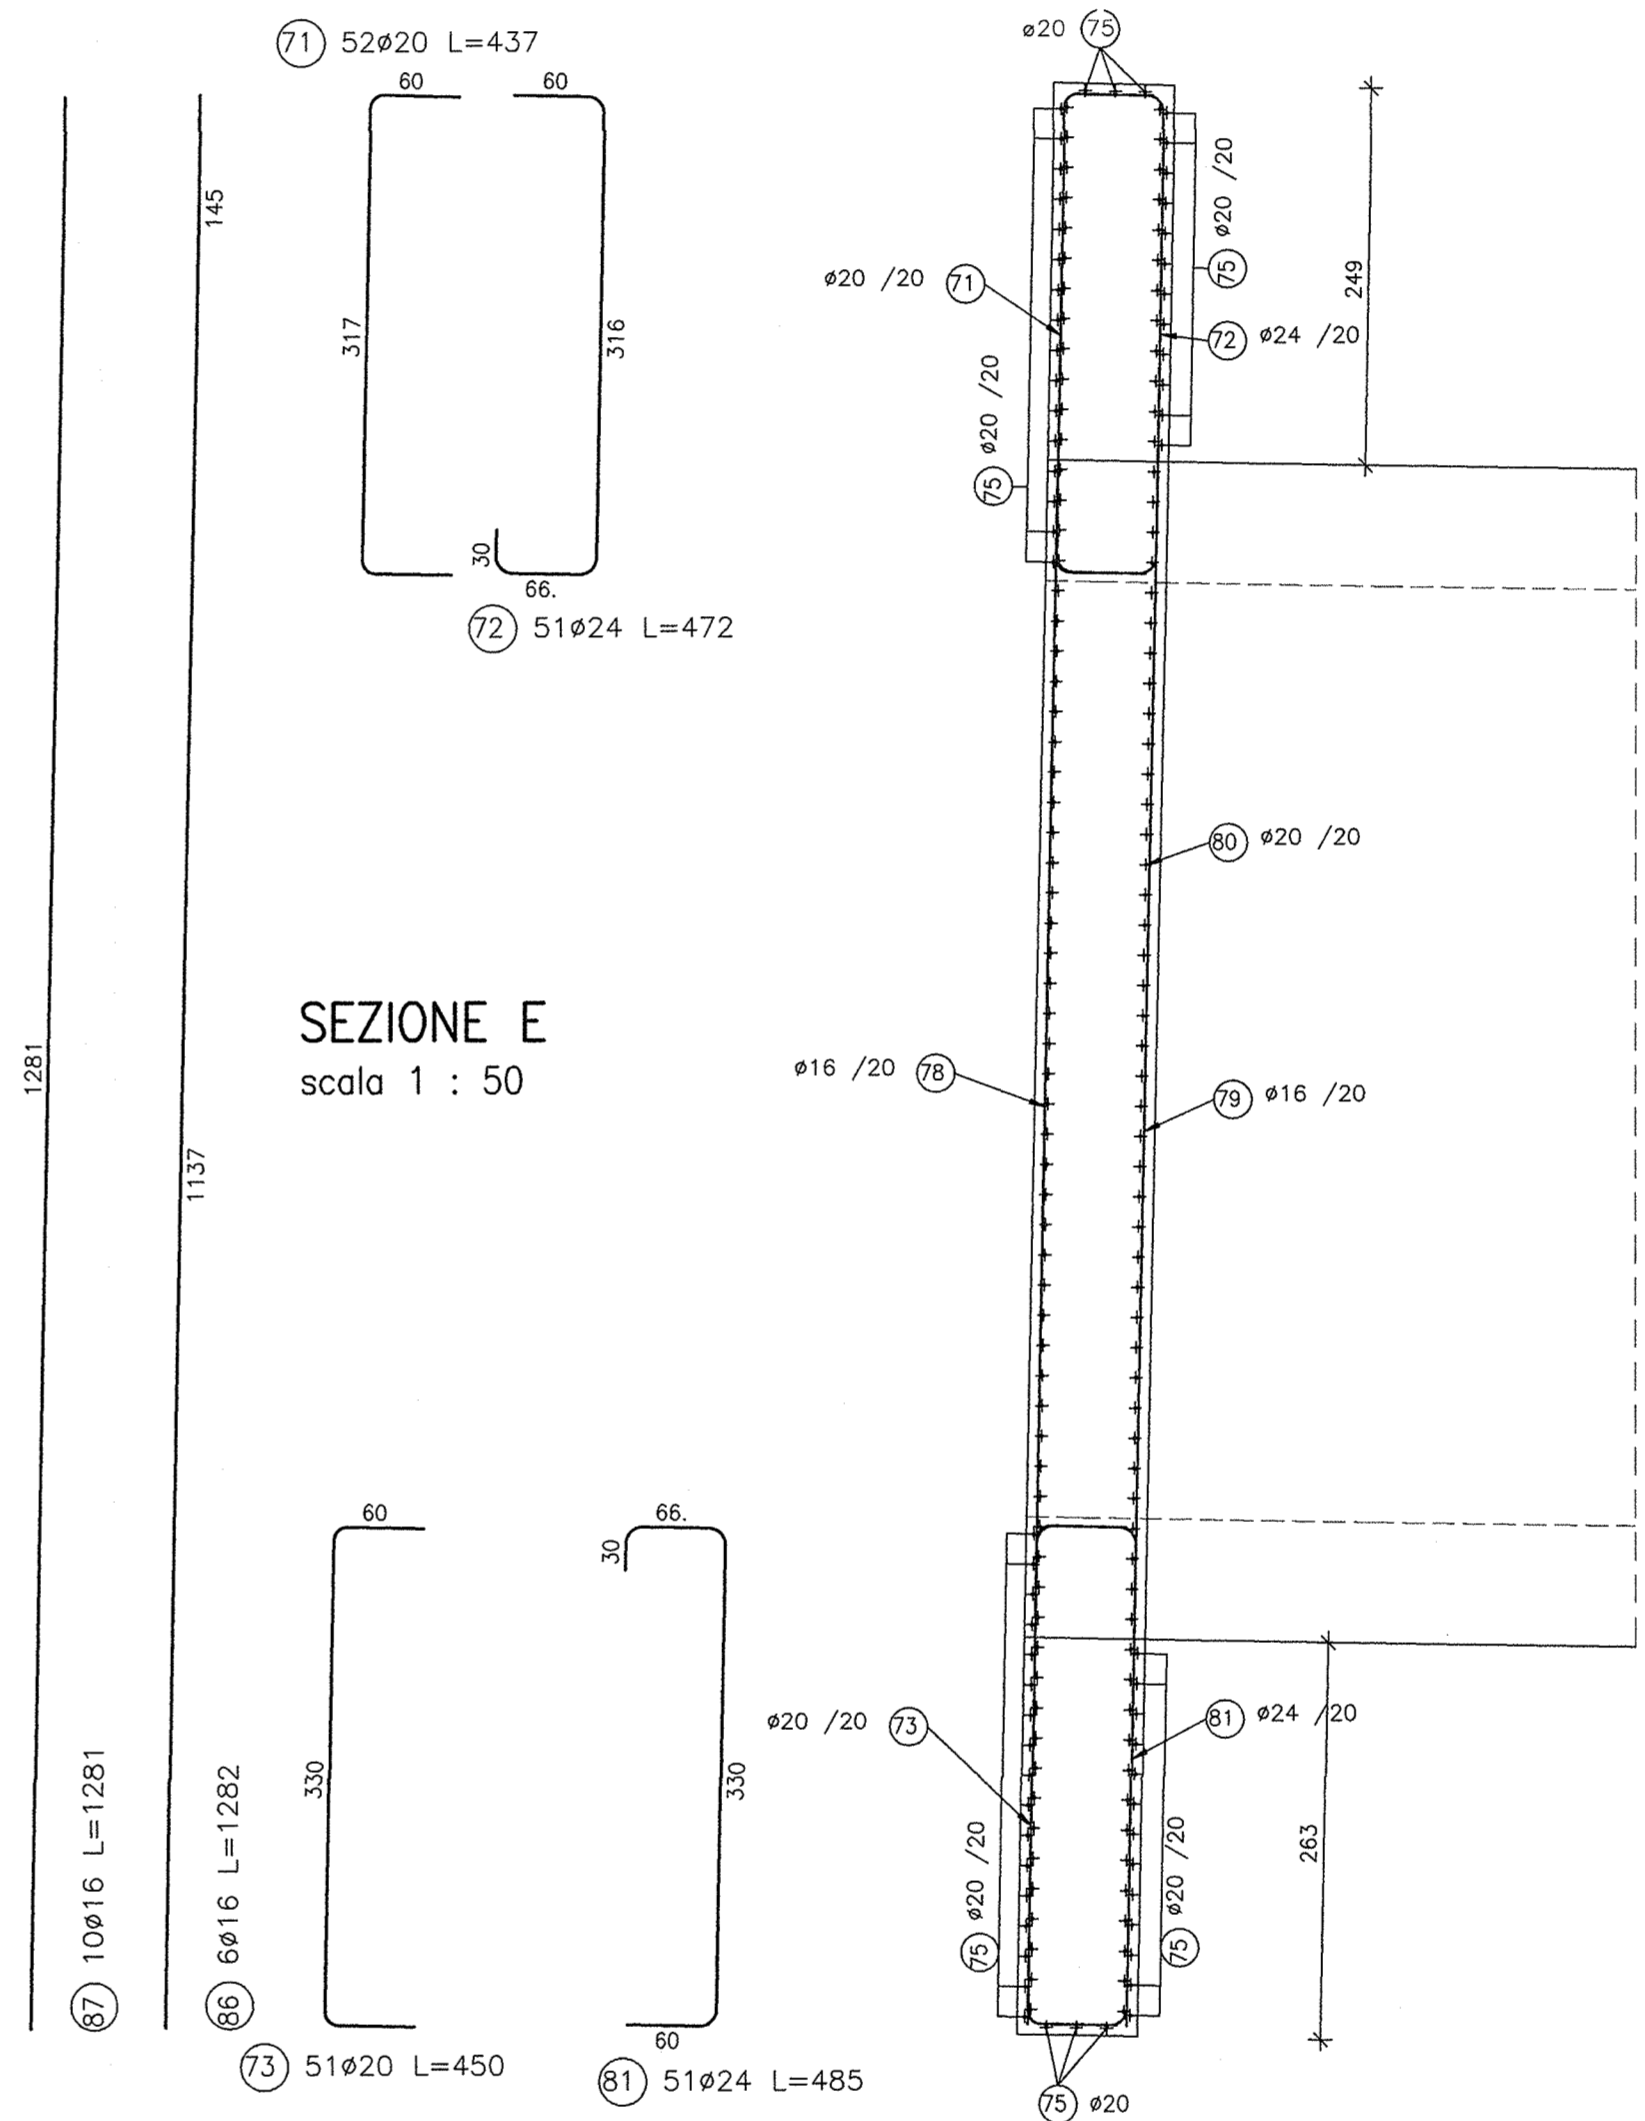 71 52ø20 L=437
60
60
317
316
30
66.
72 51ø24 L=472
145
1281
1137
SEZIONE E
scala 1 : 50
87 10ø16 L=1281
86 6ø16 L=1282
60
330
73 51ø20 L=450
66.
30
330
60
81 51ø24 L=485
ø20 75
ø20 /20
75
ø20 /20 71
72 ø24 /20
249
ø20 /20
75
80 ø20 /20
ø16 /20 78
79 ø16 /20
ø20 /20 73
81 ø24 /20
263
75 ø20 /20
75 ø20 /20
75 ø20